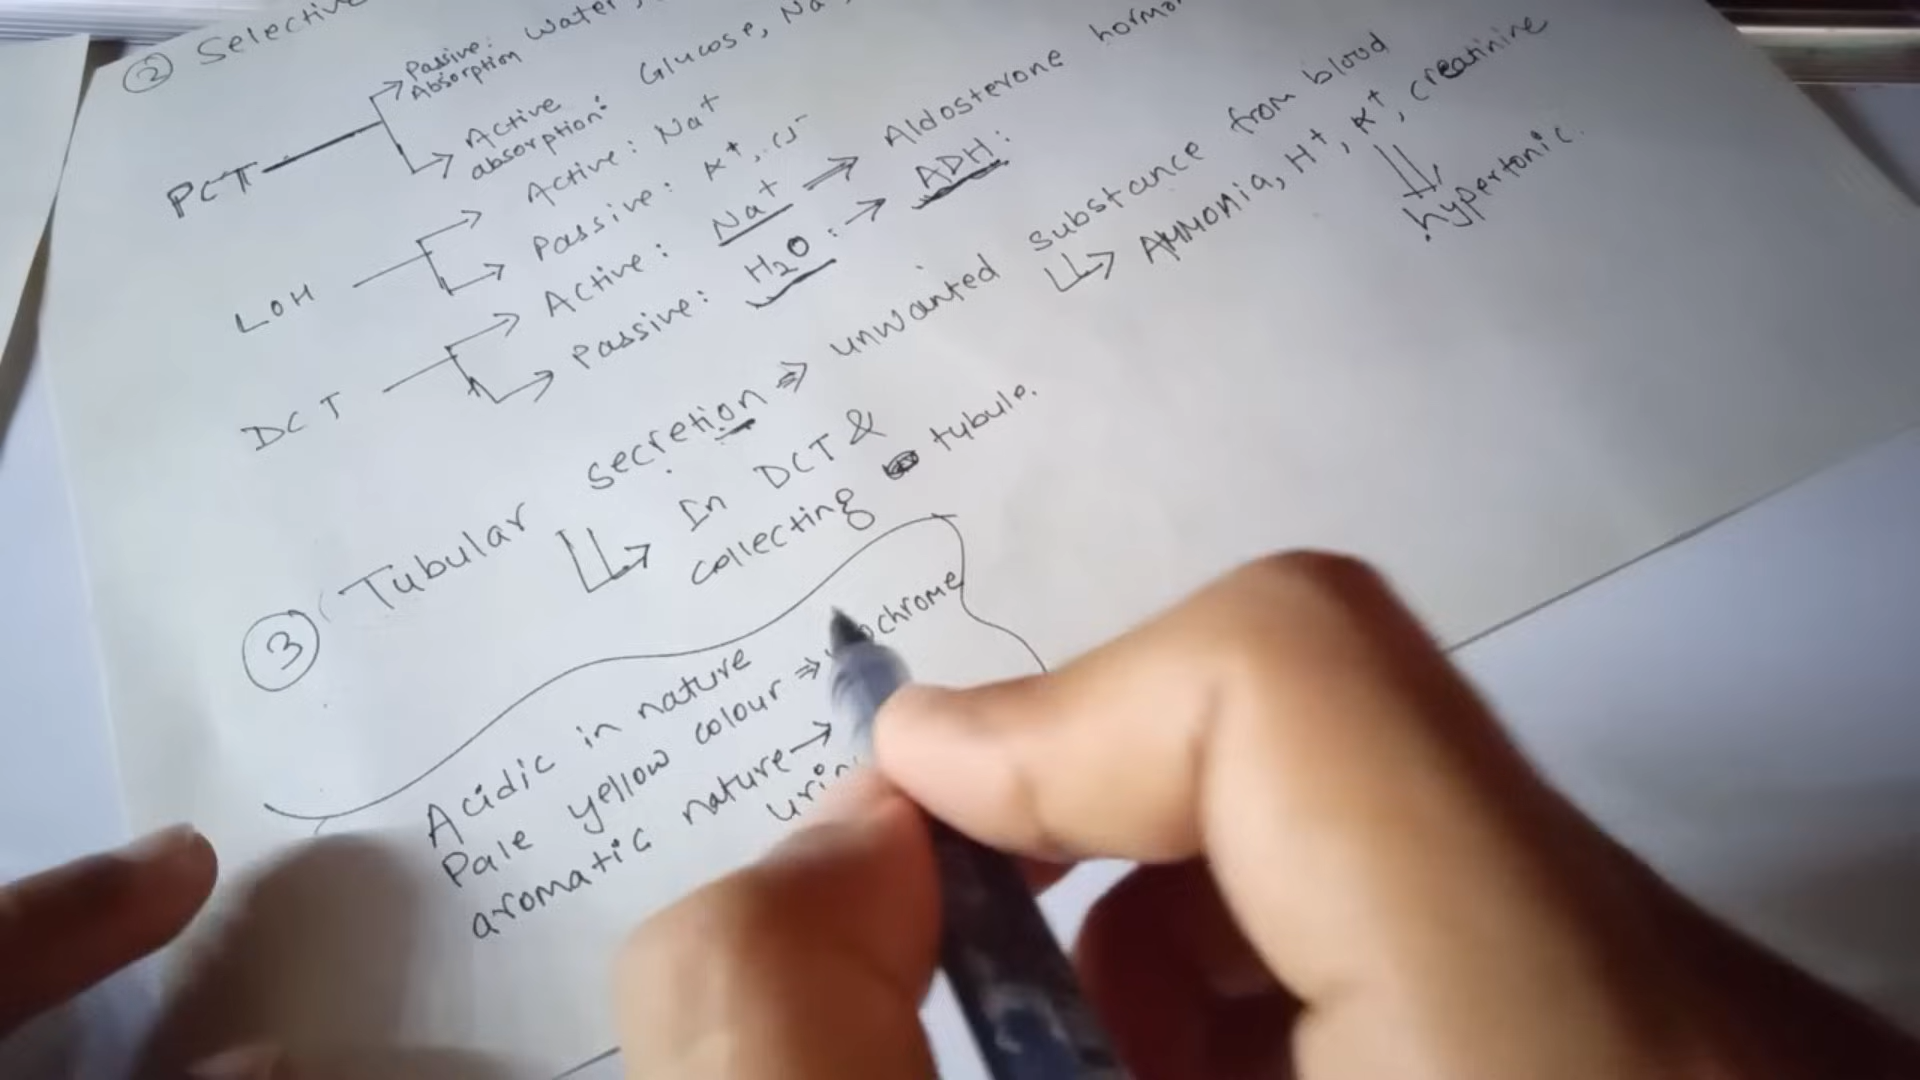 ② Selective
PCT
Passive: Absorption Water,
Active absorption: Glucose, Na
LOH
Active: Na+
Passive: K+, Cl-
DCT
Active: Na+ ⇒ Aldosterone
Passive: H2O: → ADH:
③ Tubular secretion ⇒ unwanted substance from blood
Ammonia, H+, K+, creatinine
hypertonic.
In DCT &
collecting tubule.
Acidic in nature
Pale yellow colour ⇒
aromatic nature →